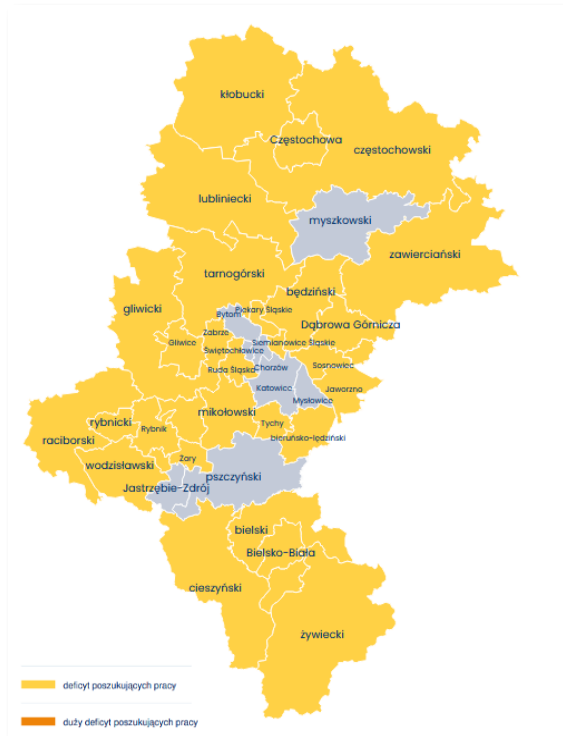 kłobucki
Częstochowa
częstochowski
lubliniecki
myszkowski
zawierciański
tarnogórski
będziński
gliwicki
Bytom
Piekary Śląskie
Dąbrowa Górnicza
Zabrze
Gliwice
Siemianowice Śląskie
Świętochłowice
Sosnowiec
Ruda Śląska
Chorzów
Katowice
Jaworzno
Mysłowice
mikołowski
rybnicki
Rybnik
Tychy
raciborski
bieruńsko-lędziński
wodzisławski
Żory
pszczyński
Jastrzębie-Zdrój
bielski
Bielsko-Biała
cieszyński
żywiecki
deficyt poszukujących pracy
duży deficyt poszukujących pracy